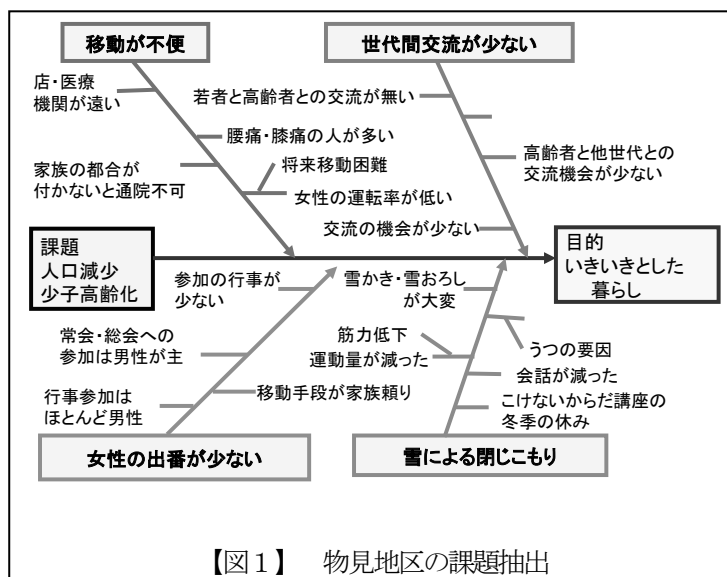 移動が不便
世代間交流が少ない
店・医療
機関が遠い
若者と高齢者との交流が無い
腰痛・膝痛の人が多い
高齢者と他世代との
交流機会が少ない
家族の都合が
付かないと通院不可
将来移動困難
女性の運転率が低い
交流の機会が少ない
課題
人口減少
少子高齢化
目的
いきいきとした
暮らし
参加の行事が
少ない
雪かき・雪おろし
が大変
常会・総会への
参加は男性が主
筋力低下
運動量が減った
うつの要因
会話が減った
行事参加は
ほとんど男性
移動手段が家族頼り
こけないからだ講座の
冬季の休み
女性の出番が少ない
雪による閉じこもり
【図1】 物見地区の課題抽出